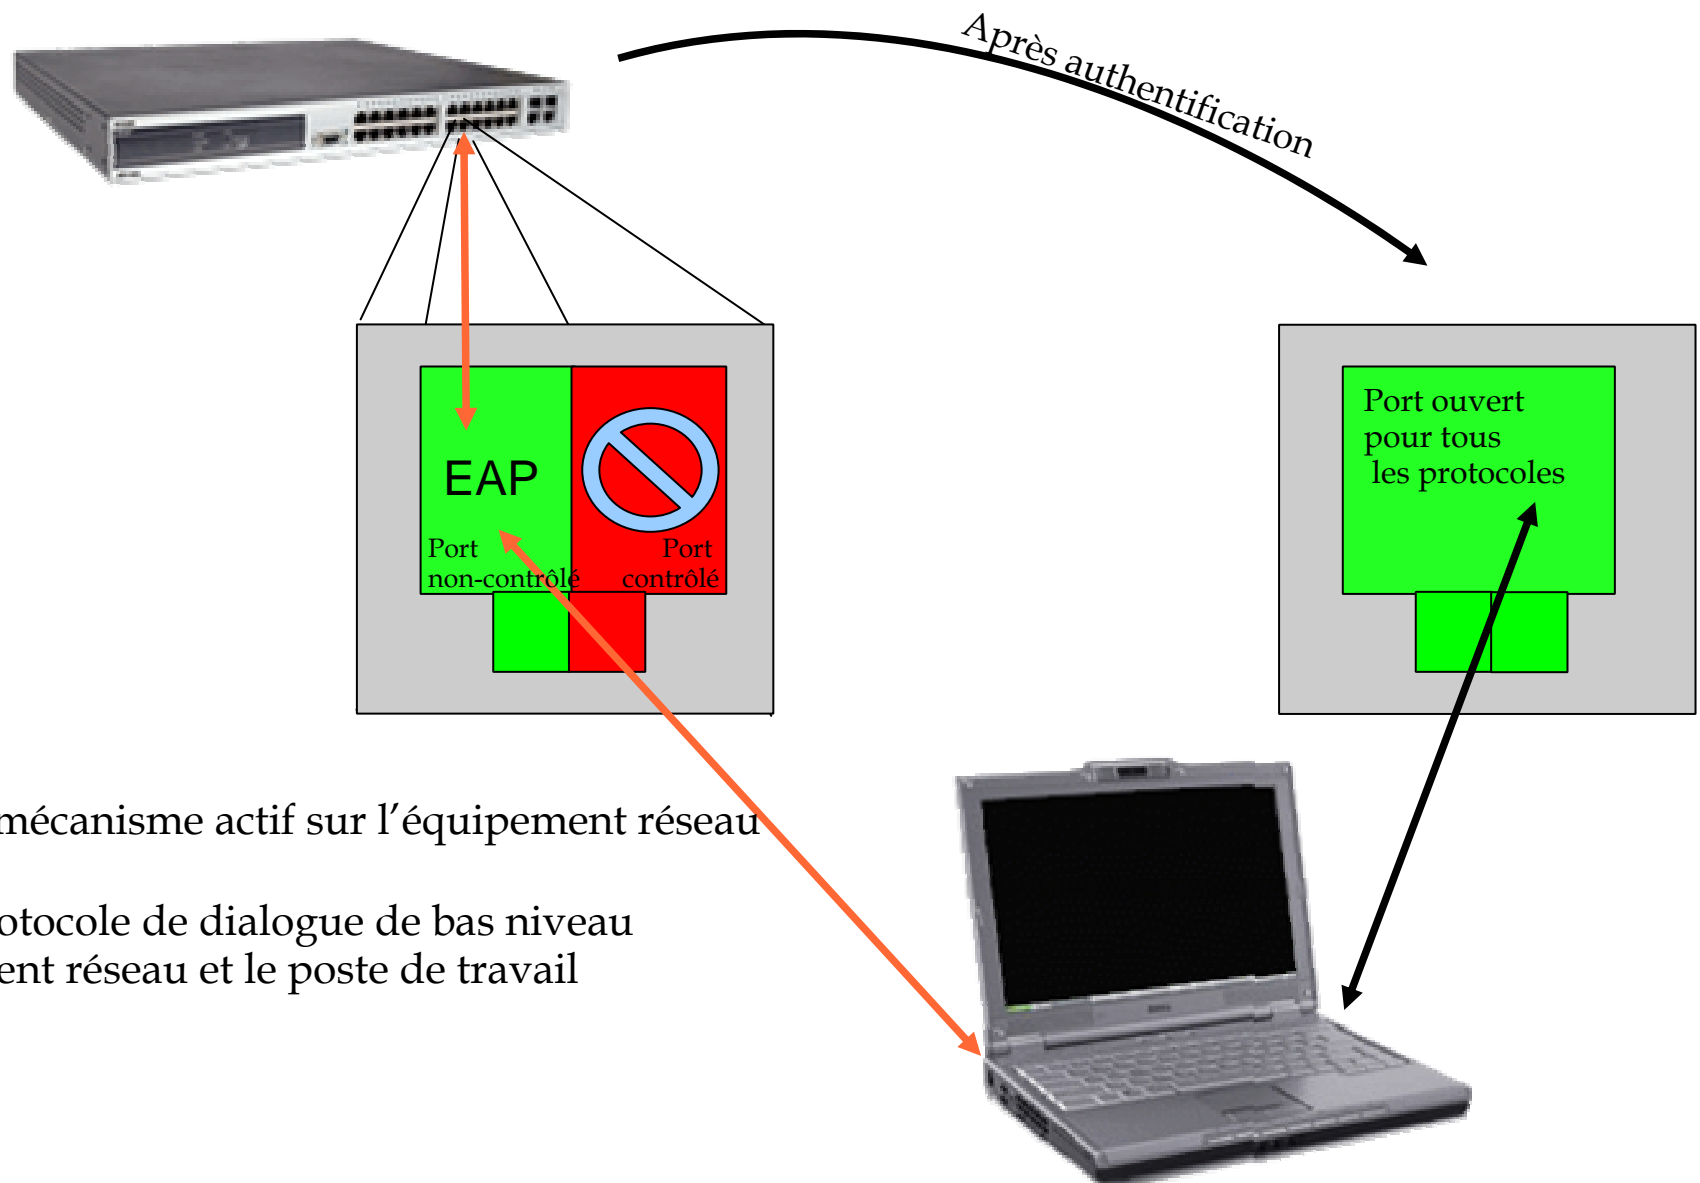 Après authentification
EAP
Port
non-contrôlé
Port
contrôlé
Port ouvert
pour tous
les protocoles
mécanisme actif sur l’équipement réseau
otocole de dialogue de bas niveau
ent réseau et le poste de travail